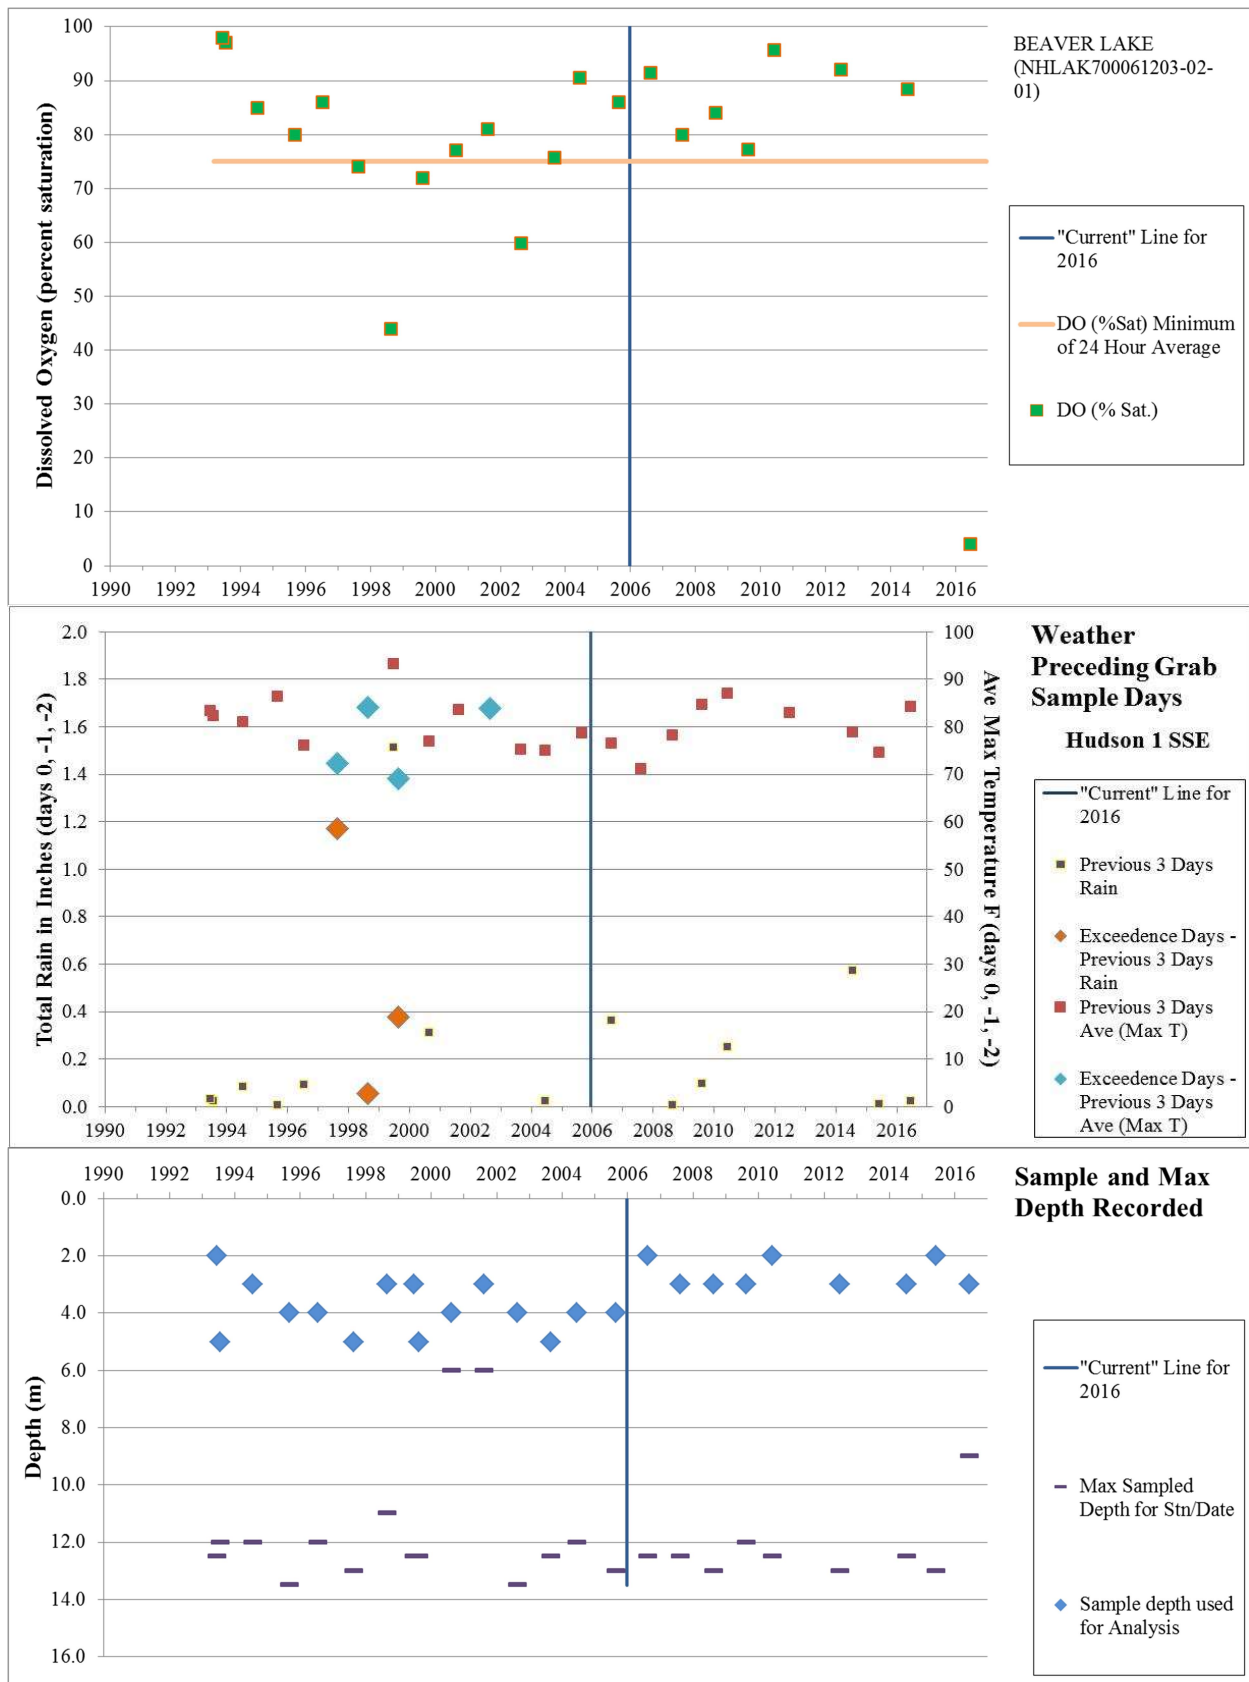 BEAVER LAKE
(NHLAK700061203-02-
01)
Dissolved Oxygen (percent saturation)
100
90
80
70
60
50
40
30
20
10
0
1990 1992 1994 1996 1998 2000 2002 2004 2006 2008 2010 2012 2014 2016
"Current" Line for
2016
DO (%Sat) Minimum
of 24 Hour Average
DO (% Sat.)
Weather
Preceding Grab
Sample Days
Hudson 1 SSE
Total Rain in Inches (days 0, -1, -2)
2.0
1.8
1.6
1.4
1.2
1.0
0.8
0.6
0.4
0.2
0.0
1990 1992 1994 1996 1998 2000 2002 2004 2006 2008 2010 2012 2014 2016
100
90
80
70
60
50
40
30
20
10
0
Ave Max Temperature F (days 0, -1, -2)
"Current" Line for
2016
Previous 3 Days
Rain
Exceedence Days -
Previous 3 Days
Rain
Previous 3 Days
Ave (Max T)
Exceedence Days -
Previous 3 Days
Ave (Max T)
Sample and Max
Depth Recorded
1990 1992 1994 1996 1998 2000 2002 2004 2006 2008 2010 2012 2014 2016
Depth (m)
0.0
2.0
4.0
6.0
8.0
10.0
12.0
14.0
16.0
"Current" Line for
2016
Max Sampled
Depth for Stn/Date
Sample depth used
for Analysis